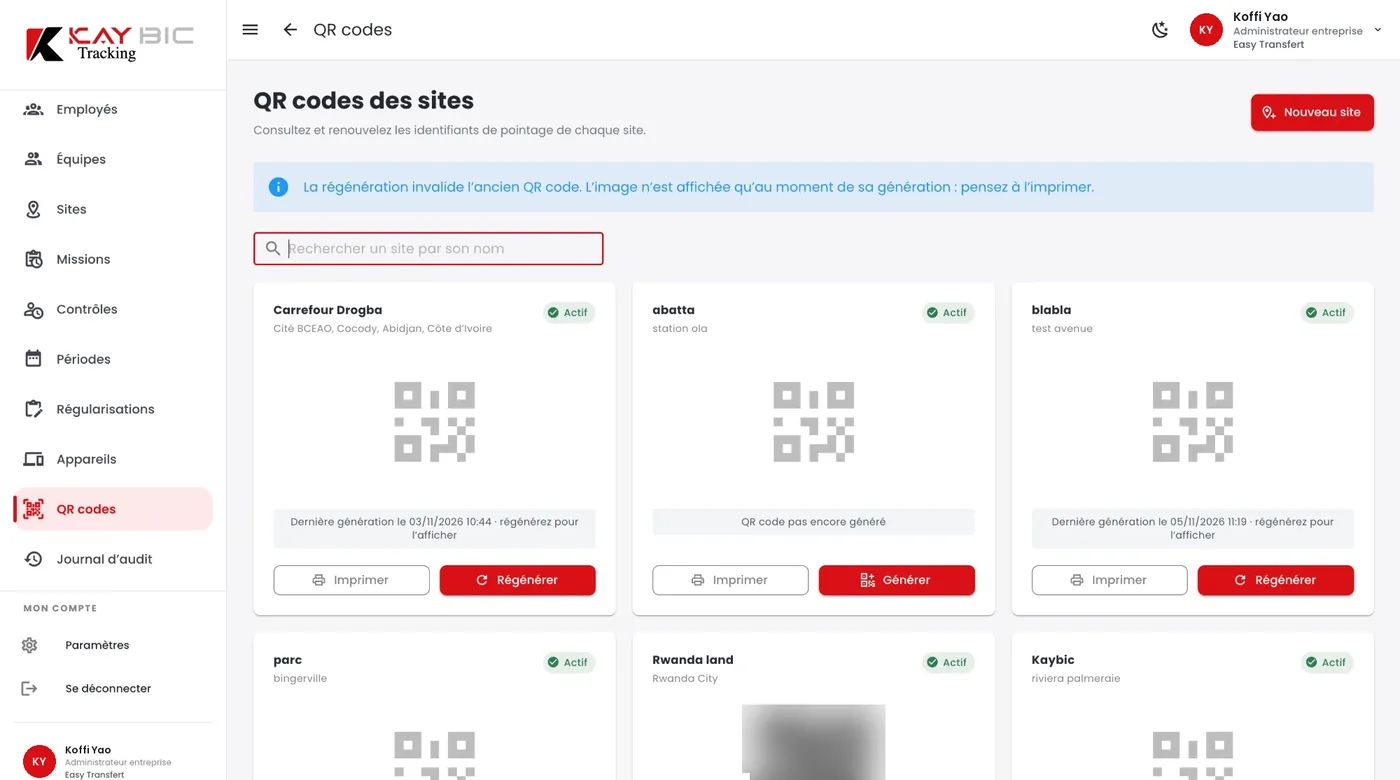 KAY BIC
Tracking
Employés
Équipes
Sites
Missions
Contrôles
Périodes
Régularisations
Appareils
QR codes
Journal d’audit
MON COMPTE
Paramètres
Se déconnecter
KY
Koffi Yao
Administrateur entreprise
Easy Transfert
QR codes
KY
Koffi Yao
Administrateur entreprise
Easy Transfert
QR codes des sites
Consultez et renouvelez les identifiants de pointage de chaque site.
Nouveau site
La régénération invalide l’ancien QR code. L’image n’est affichée qu’au moment de sa génération : pensez à l’imprimer.
Rechercher un site par son nom
Carrefour Drogba
Actif
Cité BCEAO, Cocody, Abidjan, Côte d’Ivoire
Dernière génération le 03/11/2026 10:44 · régénérez pour
l’afficher
Imprimer
Régénérer
abatta
Actif
station ola
QR code pas encore généré
Imprimer
Générer
blabla
Actif
test avenue
Dernière génération le 05/11/2026 11:19 · régénérez pour
l’afficher
Imprimer
Régénérer
parc
Actif
bingerville
Rwanda land
Actif
Rwanda City
Kaybic
Actif
riviera palmeraie